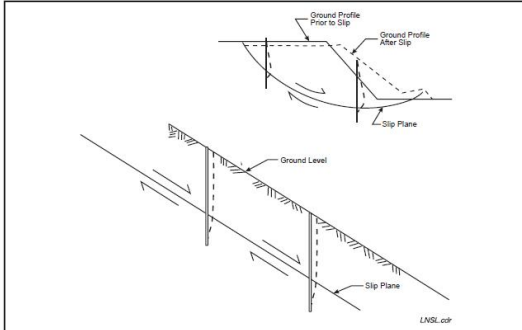 Ground Profile
Prior to Slip
Ground Profile
After Slip
Slip Plane
Ground Level
Slip Plane
LNSL.cdr